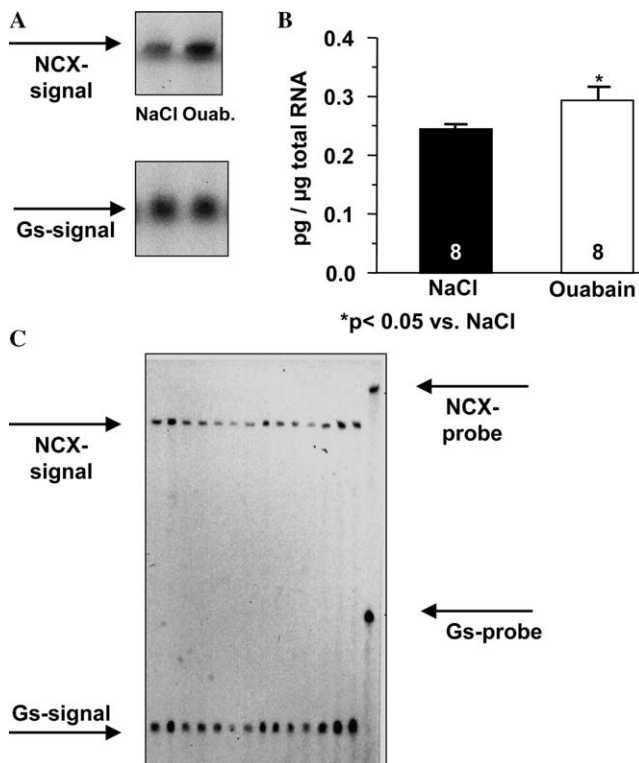 A
NCX-
signal
NaCl Ouab.
Gs-signal
B
pg / µg total RNA
0.4
0.3
0.2
0.1
0.0
*
8
8
NaCl
Ouabain
*p< 0.05 vs. NaCl
C
NCX-
signal
NCX-
probe
Gs-probe
Gs-signal